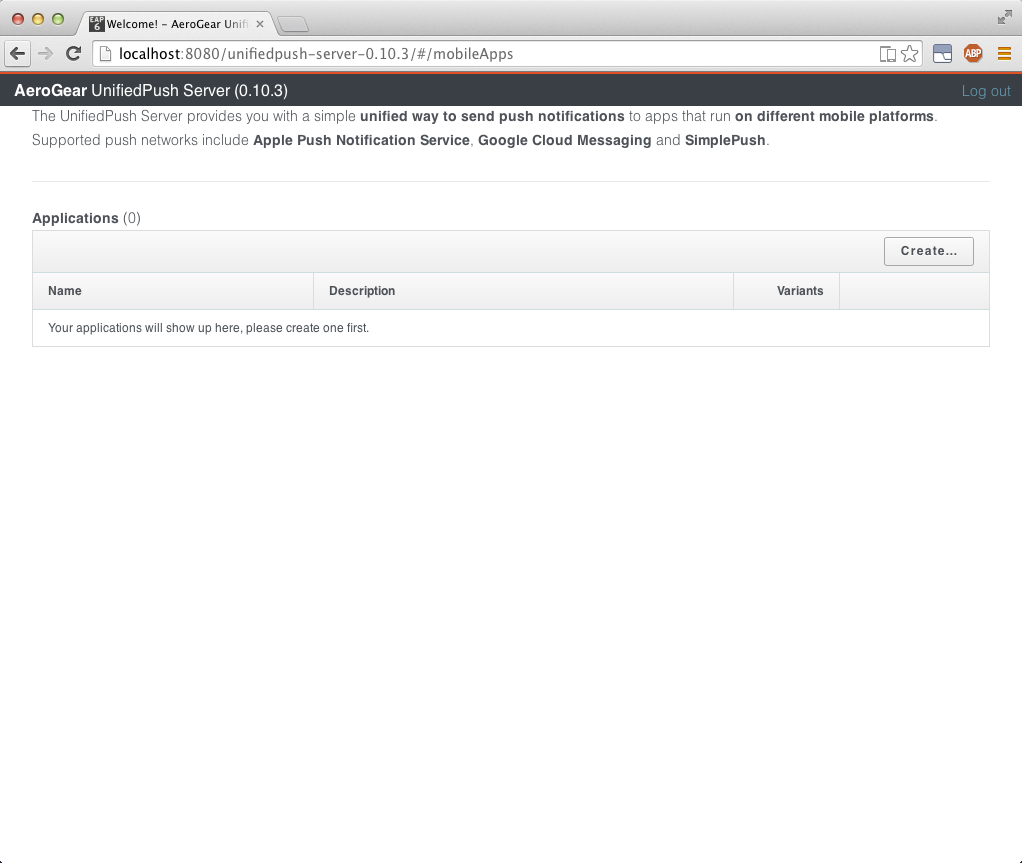 EAP 6 Welcome! – AeroGear Unifi
localhost:8080/unifiedpush-server-0.10.3/#/mobileApps
ABP
AeroGear UnifiedPush Server (0.10.3)
Log out
The UnifiedPush Server provides you with a simple unified way to send push notifications to apps that run on different mobile platforms.
Supported push networks include Apple Push Notification Service, Google Cloud Messaging and SimplePush.
Applications (0)
Create...
Name Description Variants
Your applications will show up here, please create one first.